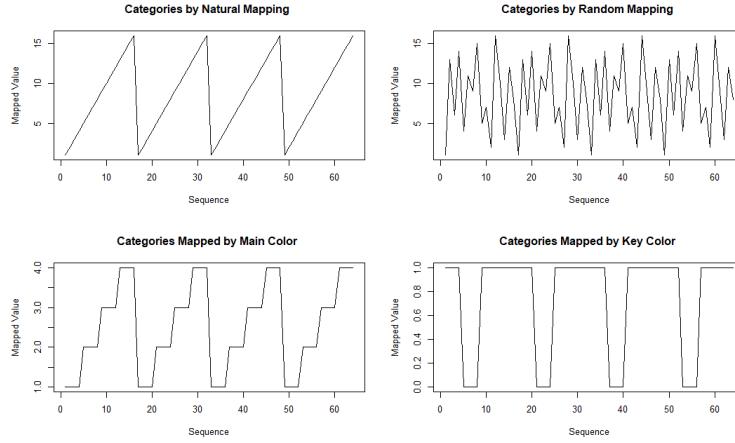 Categories by Natural Mapping
Mapped Value
15
10
5
0 10 20 30 40 50 60
Sequence
Categories by Random Mapping
Mapped Value
15
10
5
0 10 20 30 40 50 60
Sequence
Categories Mapped by Main Color
Mapped Value
4.0
3.0
2.0
1.0
0 10 20 30 40 50 60
Sequence
Categories Mapped by Key Color
Mapped Value
1.0
0.8
0.6
0.4
0.2
0.0
0 10 20 30 40 50 60
Sequence